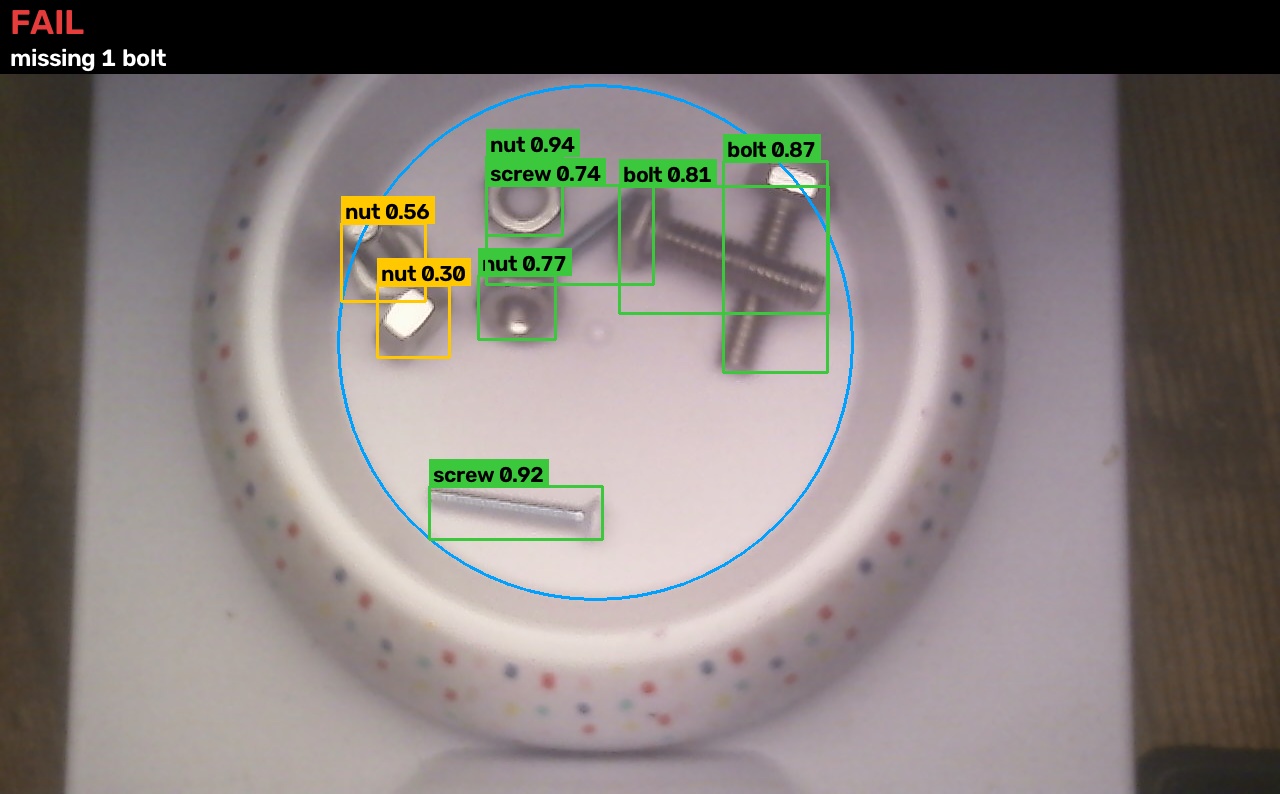 FAIL
missing 1 bolt
nut 0.94
bolt 0.87
screw 0.74
bolt 0.81
nut 0.56
nut 0.77
nut 0.30
screw 0.92